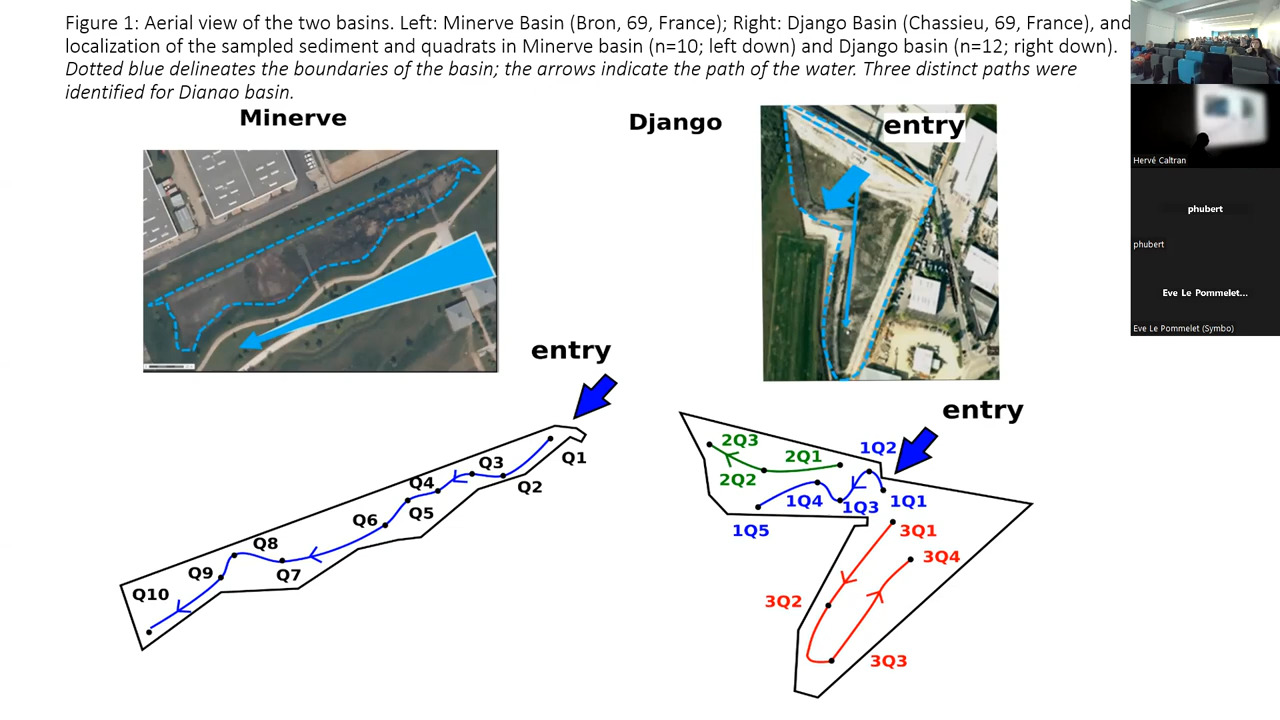 Figure 1: Aerial view of the two basins. Left: Minerve Basin (Bron, 69, France); Right: Django Basin (Chassieu, 69, France), and
localization of the sampled sediment and quadrats in Minerve basin (n=10; left down) and Django basin (n=12; right down).
Dotted blue delineates the boundaries of the basin; the arrows indicate the path of the water. Three distinct paths were
identified for Dianao basin.
Minerve
Django
entry
entry
Q1
Q2
Q3
Q4
Q5
Q6
Q7
Q8
Q9
Q10
entry
2Q3
2Q1
2Q2
1Q2
1Q1
1Q3
1Q4
1Q5
3Q1
3Q4
3Q2
3Q3
Hervé Caltran
phubert
phubert
Eve Le Pommelet...
Eve Le Pommelet (Symbo)